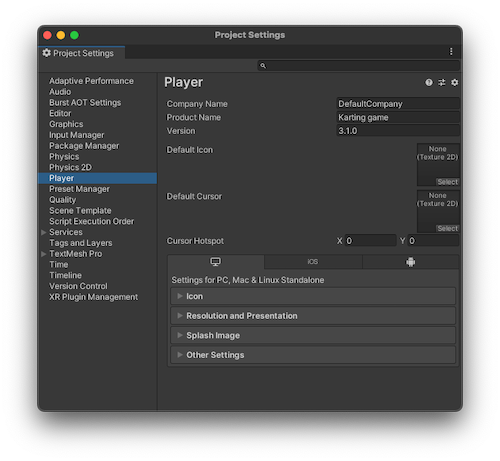 Project Settings
Project Settings
Adaptive Performance
Audio
Burst AOT Settings
Editor
Graphics
Input Manager
Package Manager
Physics
Physics 2D
Player
Preset Manager
Quality
Scene Template
Script Execution Order
Services
Tags and Layers
TextMesh Pro
Time
Timeline
Version Control
XR Plugin Management
Player
Company Name DefaultCompany
Product Name Karting game
Version 3.1.0
Default Icon
None
(Texture 2D)
Select
Default Cursor
None
(Texture 2D)
Select
Cursor Hotspot X 0 Y 0
iOS
Settings for PC, Mac & Linux Standalone
Icon
Resolution and Presentation
Splash Image
Other Settings